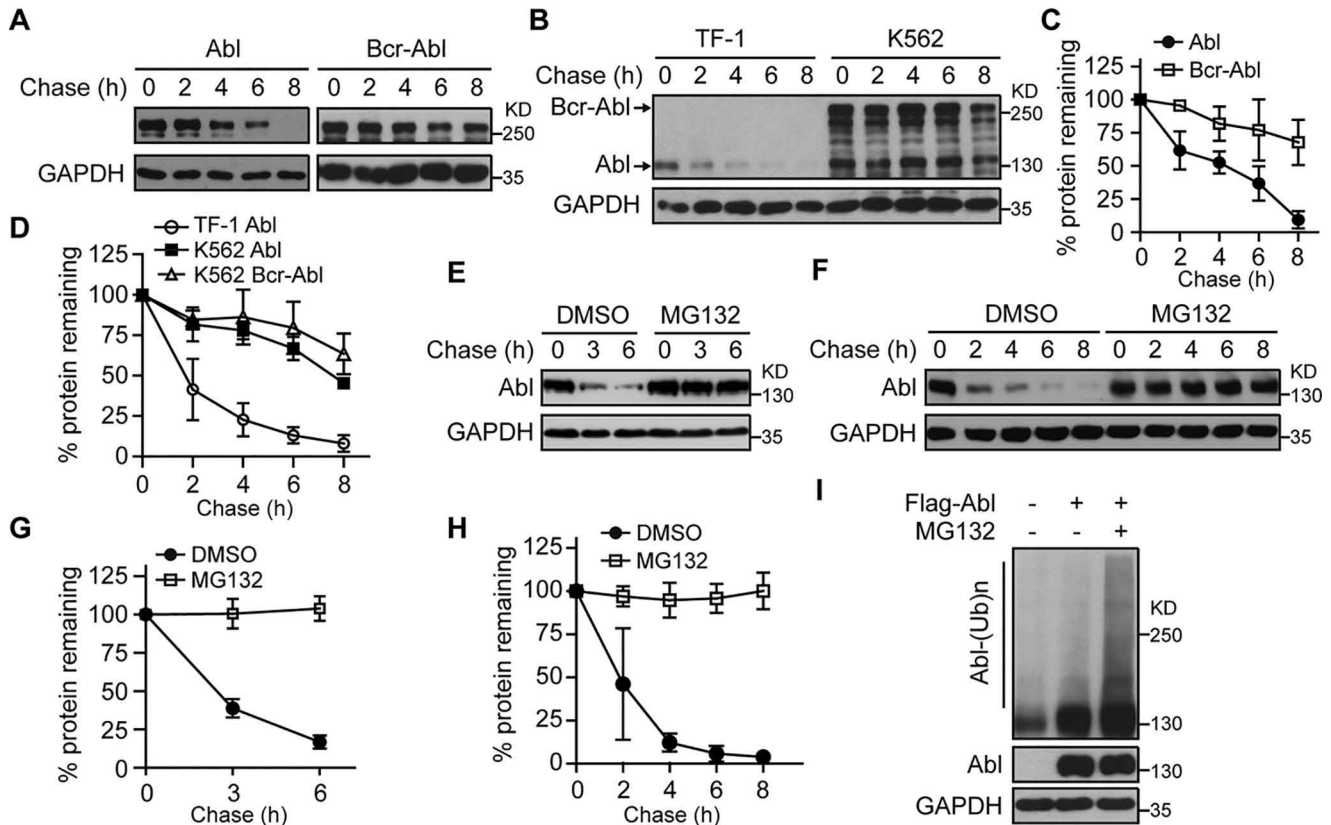 A
Abl Bcr-Abl
Chase (h) 0 2 4 6 8 0 2 4 6 8
KD
250
GAPDH
35
B
TF-1 K562
Chase (h) 0 2 4 6 8 0 2 4 6 8
KD
Bcr-Abl
250
Abl
130
GAPDH
35
C
Abl
Bcr-Abl
% protein remaining
125
100
75
50
25
0
0 2 4 6 8
Chase (h)
D
TF-1 Abl
K562 Abl
K562 Bcr-Abl
% protein remaining
125
100
75
50
25
0
0 2 4 6 8
Chase (h)
E
DMSO MG132
Chase (h) 0 3 6 0 3 6
KD
Abl
130
GAPDH
35
F
DMSO MG132
Chase (h) 0 2 4 6 8 0 2 4 6 8
KD
Abl
130
GAPDH
35
G
DMSO
MG132
% protein remaining
125
100
75
50
25
0
0 3 6
Chase (h)
H
DMSO
MG132
% protein remaining
125
100
75
50
25
0
0 2 4 6 8
Chase (h)
I
Flag-Abl - + +
MG132 - - +
Abl-(Ub)n
KD
250
130
Abl
130
GAPDH
35